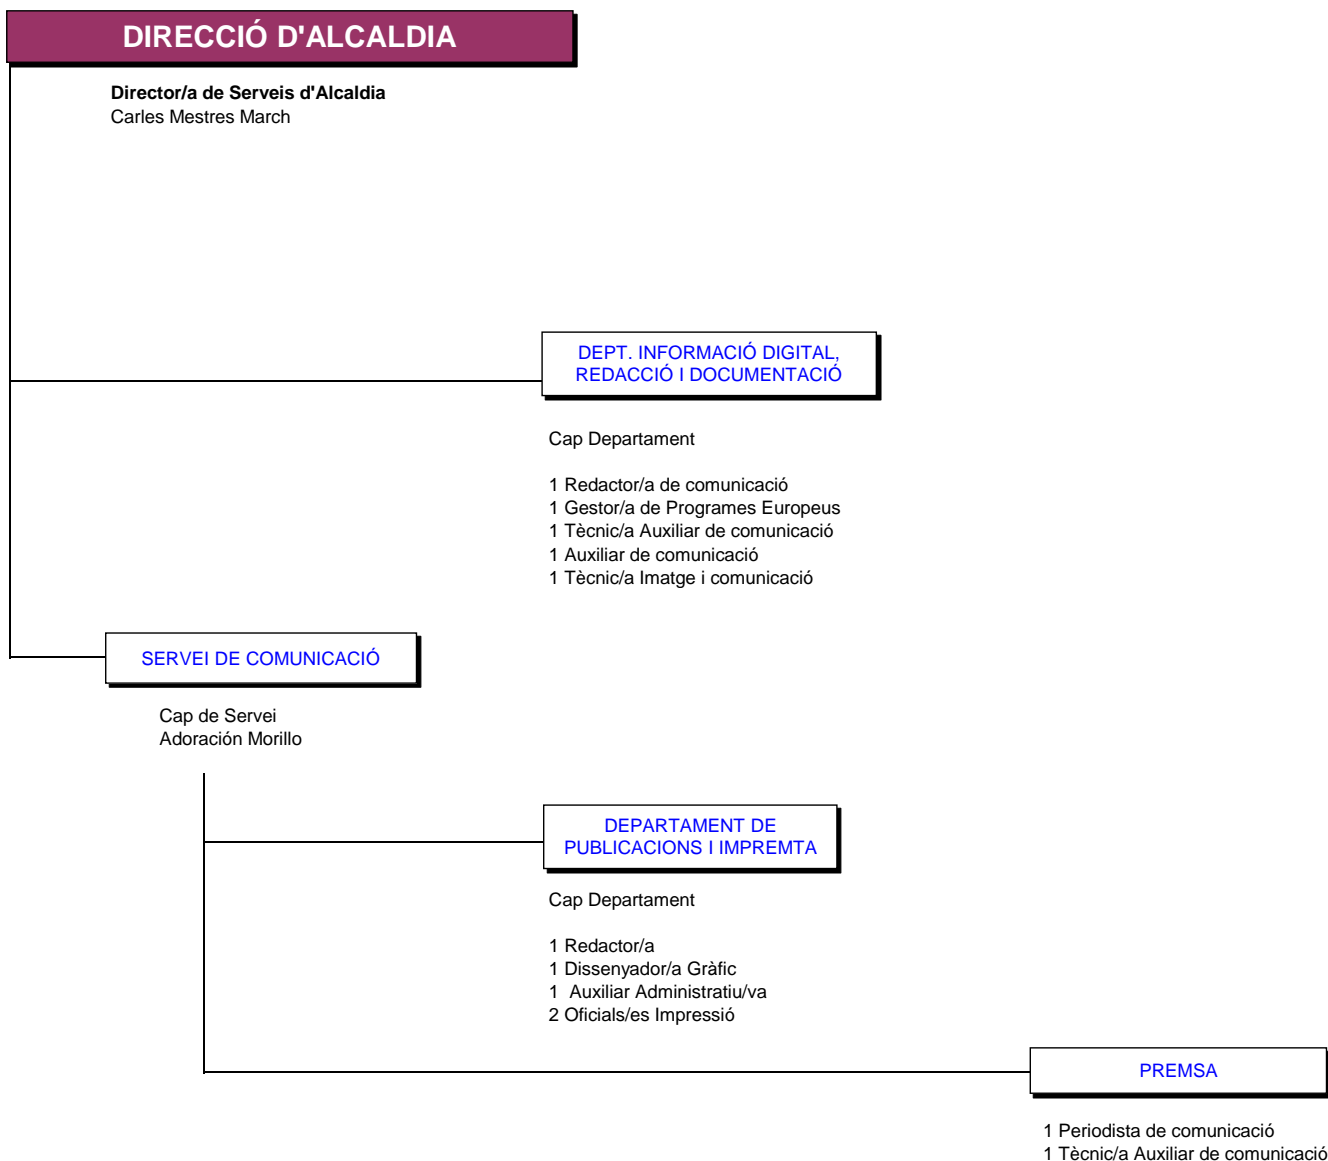 DIRECCIÓ D'ALCALDIA
Director/a de Serveis d'Alcaldia
Carles Mestres March
DEPT. INFORMACIÓ DIGITAL,
REDACCIÓ I DOCUMENTACIÓ
Cap Departament
1 Redactor/a de comunicació
1 Gestor/a de Programes Europeus
1 Tècnic/a Auxiliar de comunicació
1 Auxiliar de comunicació
1 Tècnic/a Imatge i comunicació
SERVEI DE COMUNICACIÓ
Cap de Servei
Adoración Morillo
DEPARTAMENT DE
PUBLICACIONS I IMPREMTA
Cap Departament
1 Redactor/a
1 Dissenyador/a Gràfic
1  Auxiliar Administratiu/va
2 Oficials/es Impressió
PREMSA
1 Periodista de comunicació
1 Tècnic/a Auxiliar de comunicació